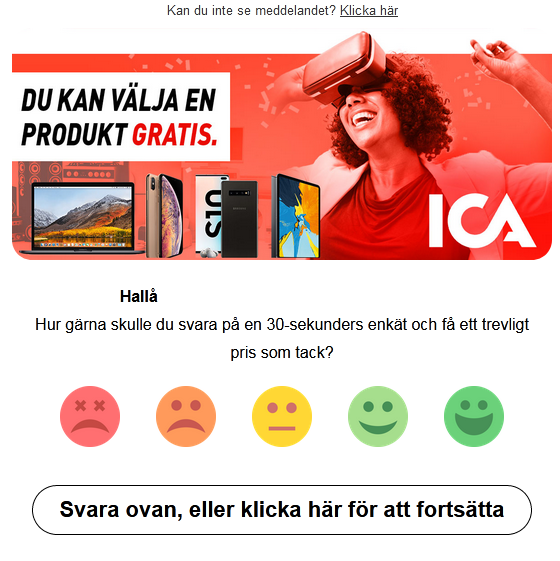 Kan du inte se meddelandet? Klicka här
DU KAN VÄLJA EN
PRODUKT GRATIS.
S10
ICA
Hallå
Hur gärna skulle du svara på en 30-sekunders enkät och få ett trevligt
pris som tack?
Svara ovan, eller klicka här för att fortsätta